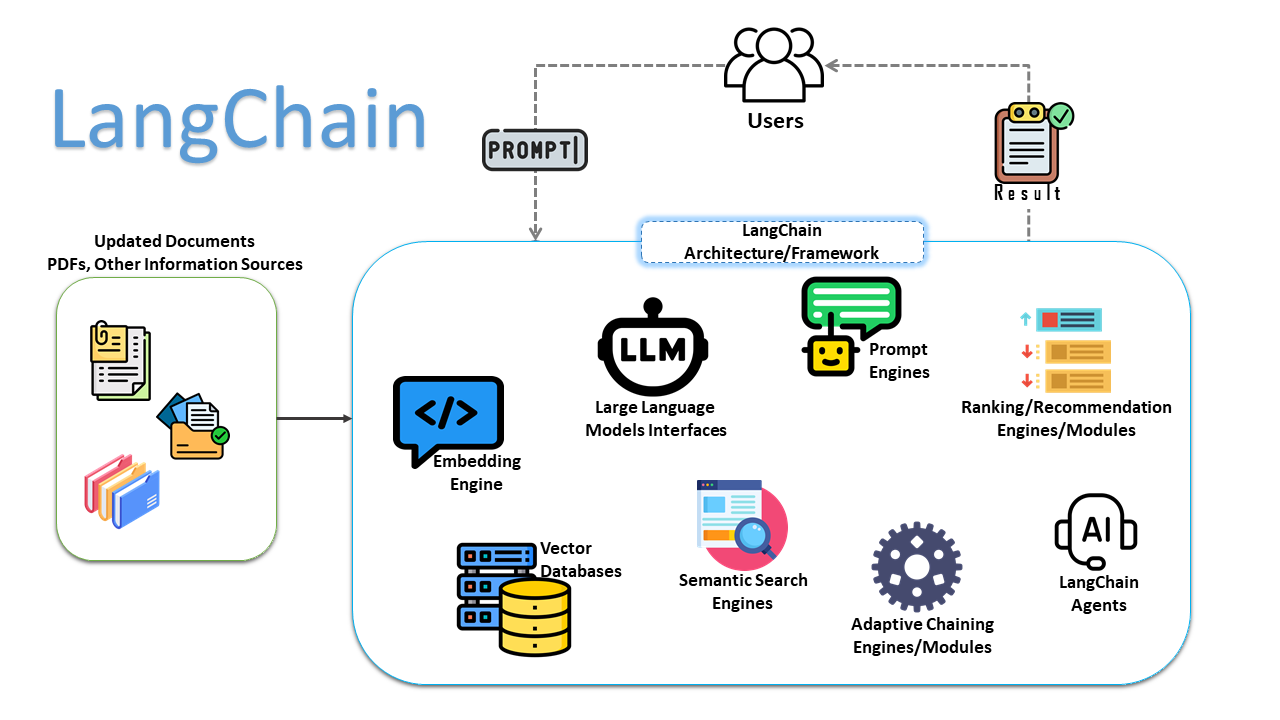 LangChain
Users
PROMPT
Result
Updated Documents
PDFs, Other Information Sources
LangChain
Architecture/Framework
LLM
Large Language
Models Interfaces
Prompt
Engines
Ranking/Recommendation
Engines/Modules
</>
Embedding
Engine
Vector
Databases
Semantic Search
Engines
Adaptive Chaining
Engines/Modules
AI
LangChain
Agents